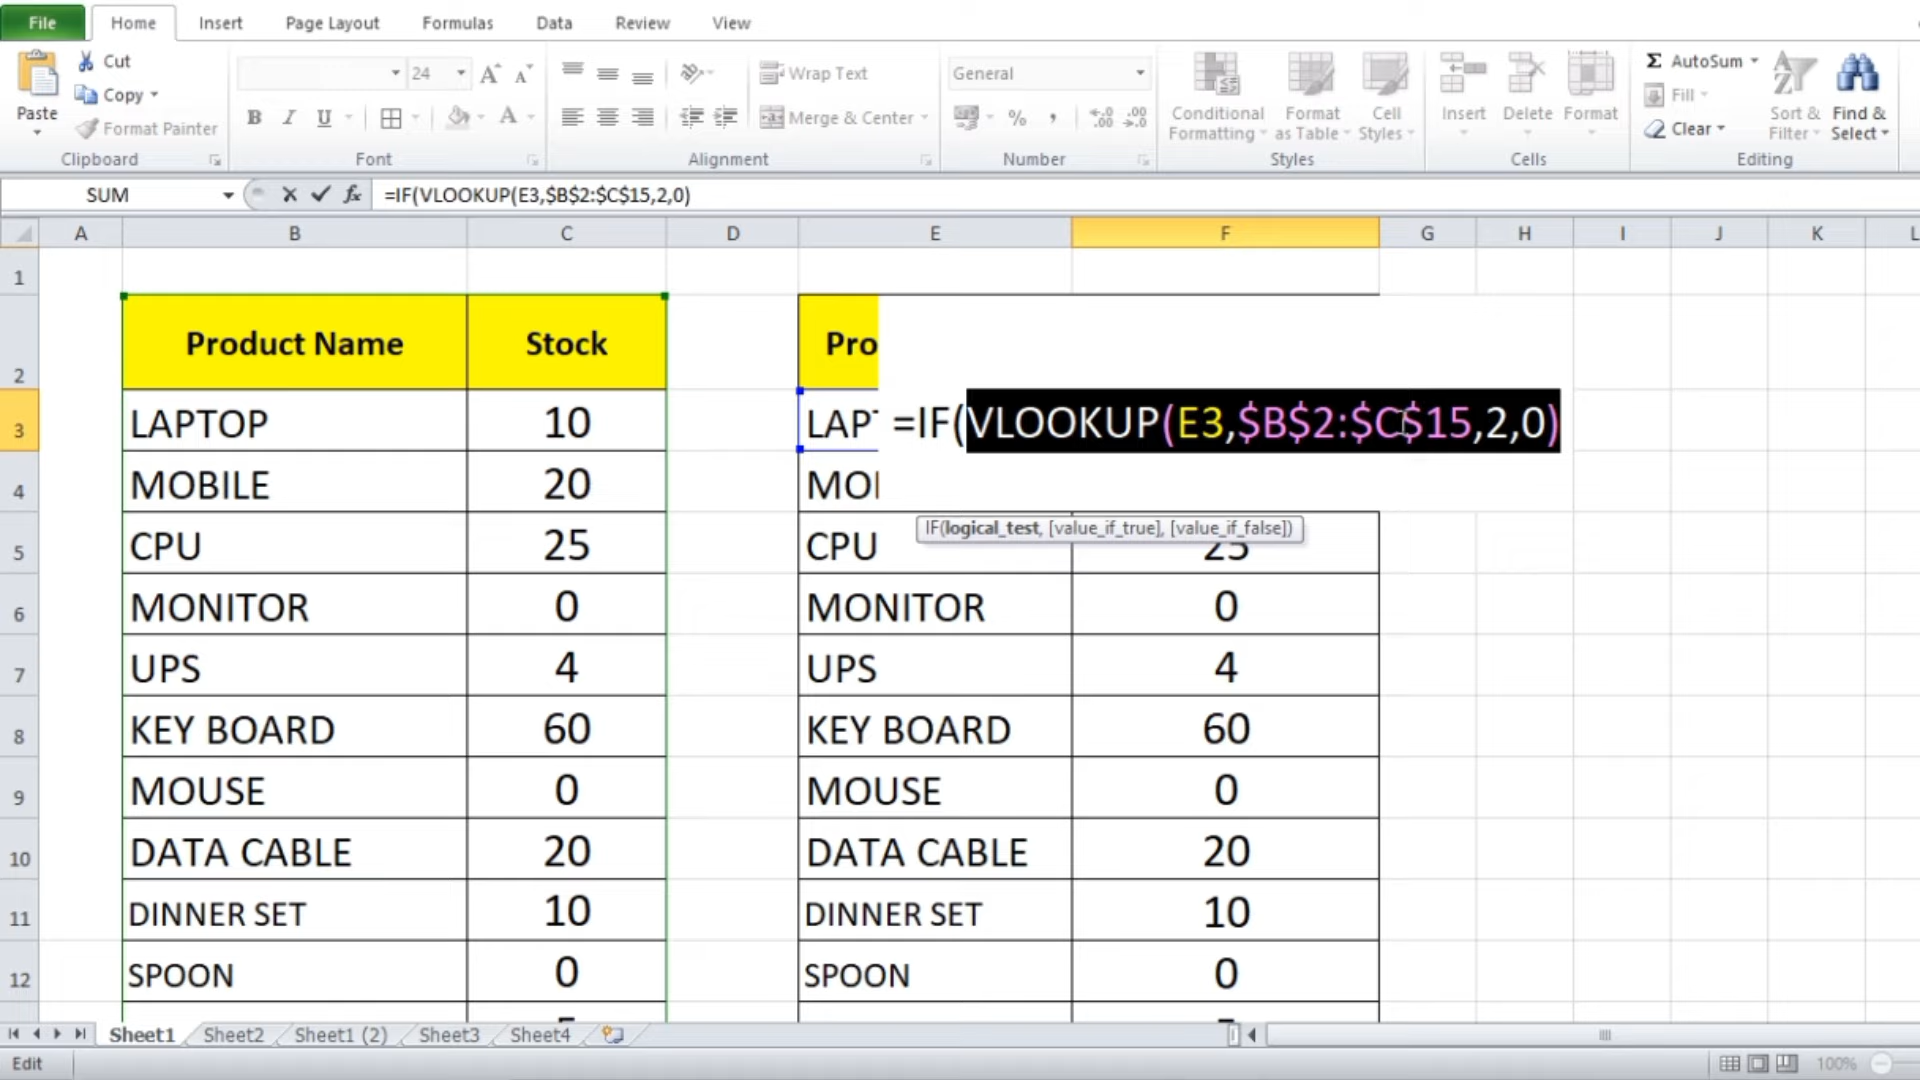 File Home Insert Page Layout Formulas Data Review View
Cut
Copy
Format Painter
Paste
Clipboard
24 A A
B I U A
Font
Wrap Text
Merge & Center
Alignment
General
% ,
Number
Conditional Formatting
Format as Table
Cell Styles
Styles
Insert Delete Format
Cells
Σ AutoSum
Fill
Clear
Sort & Filter
Find & Select
Editing
SUM fx =IF(VLOOKUP(E3,$B$2:$C$15,2,0)
A B C D E F G H I J K L
1
2 Product Name Stock Pro
3 LAPTOP 10 LAP =IF(VLOOKUP(E3,$B$2:$C$15,2,0)
4 MOBILE 20 MO
IF(logical_test, [value_if_true], [value_if_false])
5 CPU 25 CPU 25
6 MONITOR 0 MONITOR 0
7 UPS 4 UPS 4
8 KEY BOARD 60 KEY BOARD 60
9 MOUSE 0 MOUSE 0
10 DATA CABLE 20 DATA CABLE 20
11 DINNER SET 10 DINNER SET 10
12 SPOON 0 SPOON 0
Sheet1 Sheet2 Sheet1 (2) Sheet3 Sheet4
Edit 100%